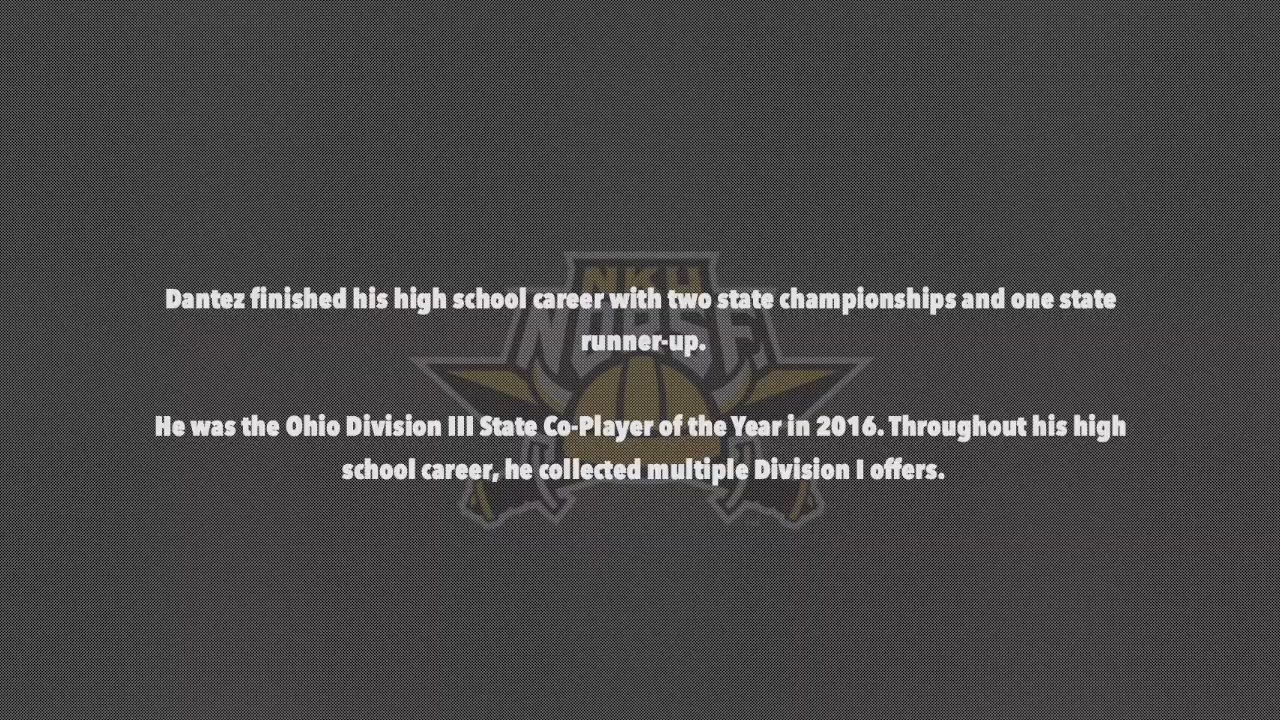 NKU
NORSE
Dantez finished his high school career with two state championships and one state
runner-up.
He was the Ohio Division III State Co-Player of the Year in 2016. Throughout his high
school career, he collected multiple Division I offers.